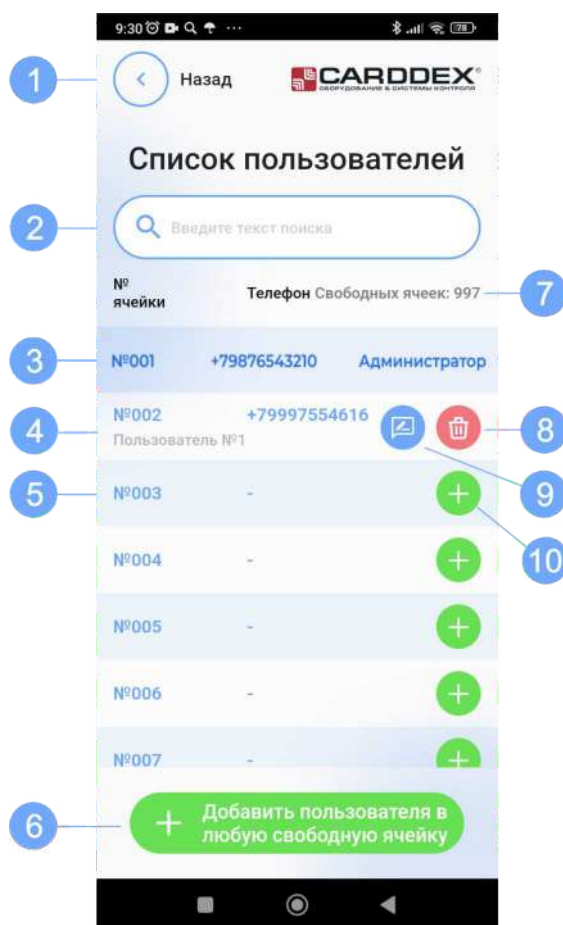 9:30
78
1
Назад
CARDDEX®
ОБОРУДОВАНИЕ & СИСТЕМЫ КОНТРОЛЯ
Список пользователей
2
Введите текст поиска
№ ячейки
Телефон Свободных ячеек: 997
7
3
№001 +79876543210 Администратор
4
№002 +79997554616
8
Пользователь №1
9
5
№003 -
10
№004 -
№005 -
№006 -
№007 -
6
Добавить пользователя в
любую свободную ячейку